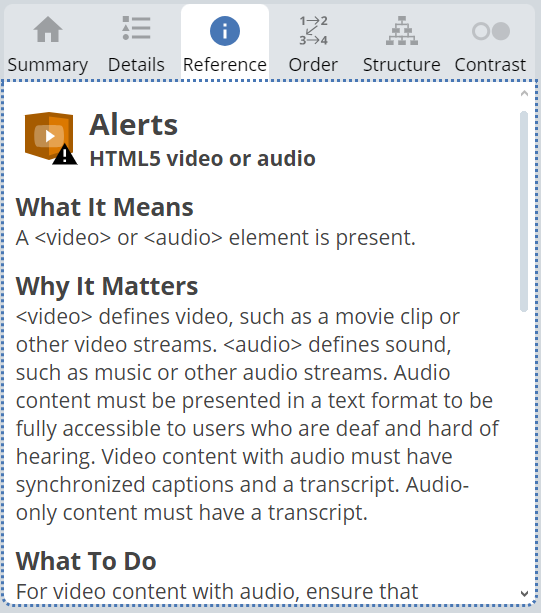 Summary Details Reference Order Structure Contrast
1→2
3→4
i
Alerts
HTML5 video or audio
What It Means
A <video> or <audio> element is present.
Why It Matters
<video> defines video, such as a movie clip or
other video streams. <audio> defines sound,
such as music or other audio streams. Audio
content must be presented in a text format to be
fully accessible to users who are deaf and hard of
hearing. Video content with audio must have
synchronized captions and a transcript. Audio-
only content must have a transcript.
What To Do
For video content with audio, ensure that